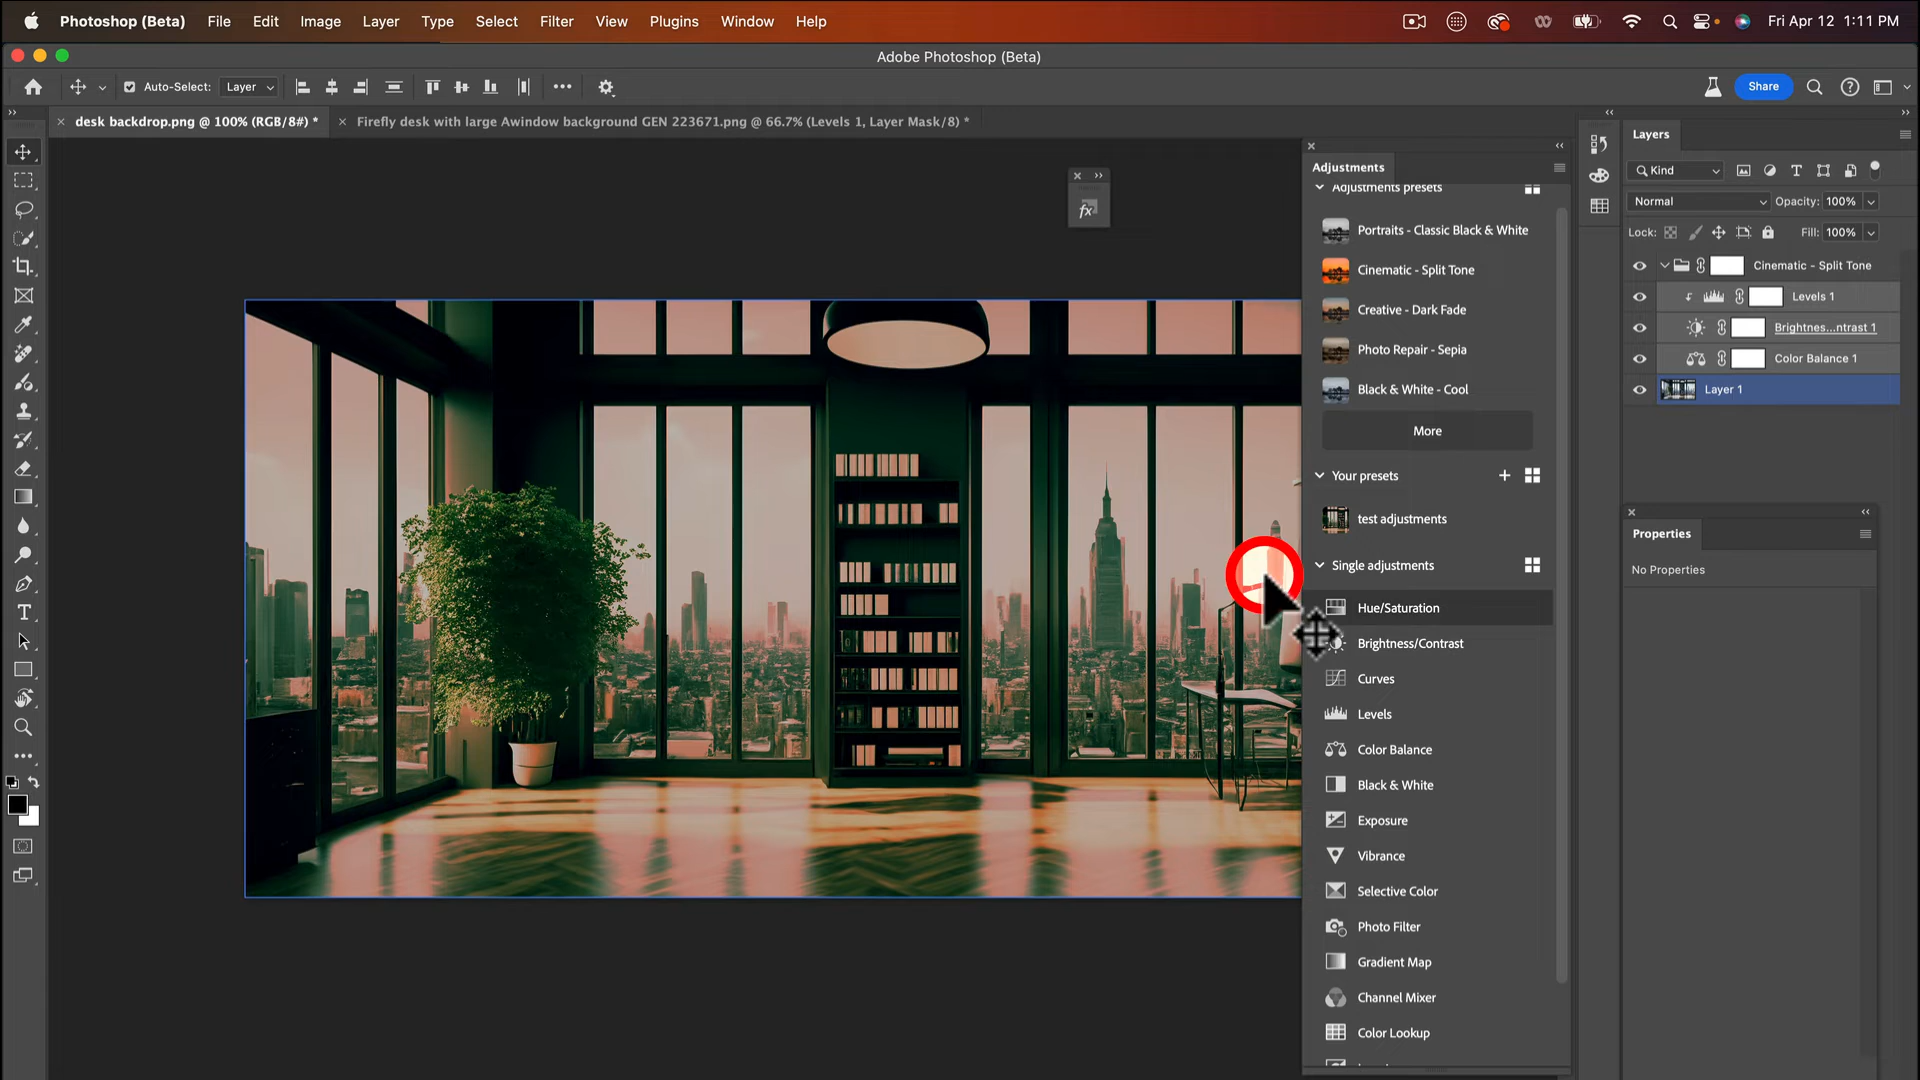 Photoshop (Beta) File Edit Image Layer Type Select Filter View Plugins Window Help Fri Apr 12 1:11 PM
Adobe Photoshop (Beta)
Auto-Select: Layer Share
desk backdrop.png @ 100% (RGB/8#) * Firefly desk with large Awindow background GEN 223671.png @ 66.7% (Levels 1, Layer Mask/8) *
Adjustments
Adjustments presets
Portraits - Classic Black & White
Cinematic - Split Tone
Creative - Dark Fade
Photo Repair - Sepia
Black & White - Cool
More
Your presets
test adjustments
Single adjustments
Hue/Saturation
Brightness/Contrast
Curves
Levels
Color Balance
Black & White
Exposure
Vibrance
Selective Color
Photo Filter
Gradient Map
Channel Mixer
Color Lookup
fx
Layers
Kind
Normal Opacity: 100%
Lock: Fill: 100%
Cinematic - Split Tone
Levels 1
Brightnes...ntrast 1
Color Balance 1
Layer 1
Properties
No Properties